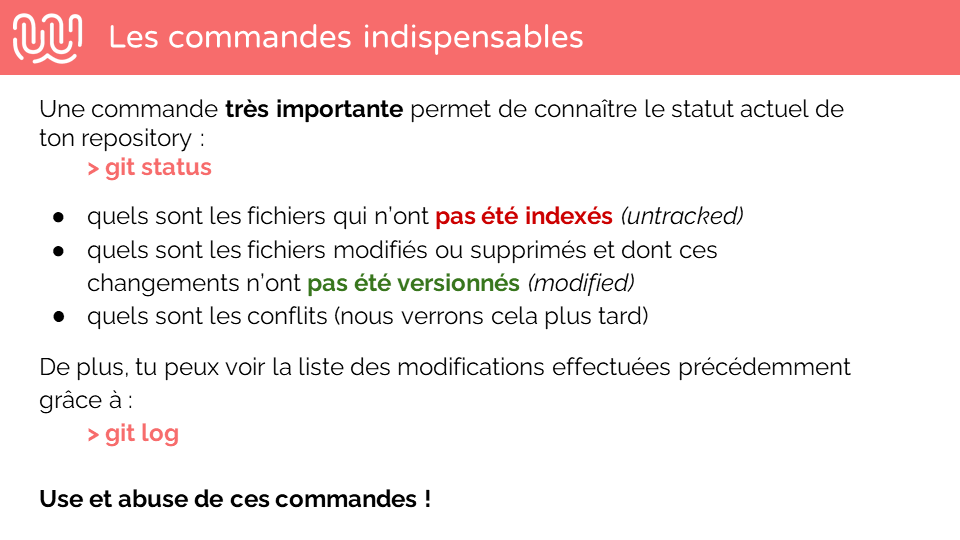 Les commandes indispensables
Une commande très importante permet de connaître le statut actuel de
ton repository :
> git status
● quels sont les fichiers qui n'ont pas été indexés (untracked)
● quels sont les fichiers modifiés ou supprimés et dont ces
changements n'ont pas été versionnés (modified)
● quels sont les conflits (nous verrons cela plus tard)
De plus, tu peux voir la liste des modifications effectuées précédemment
grâce à :
> git log
Use et abuse de ces commandes !